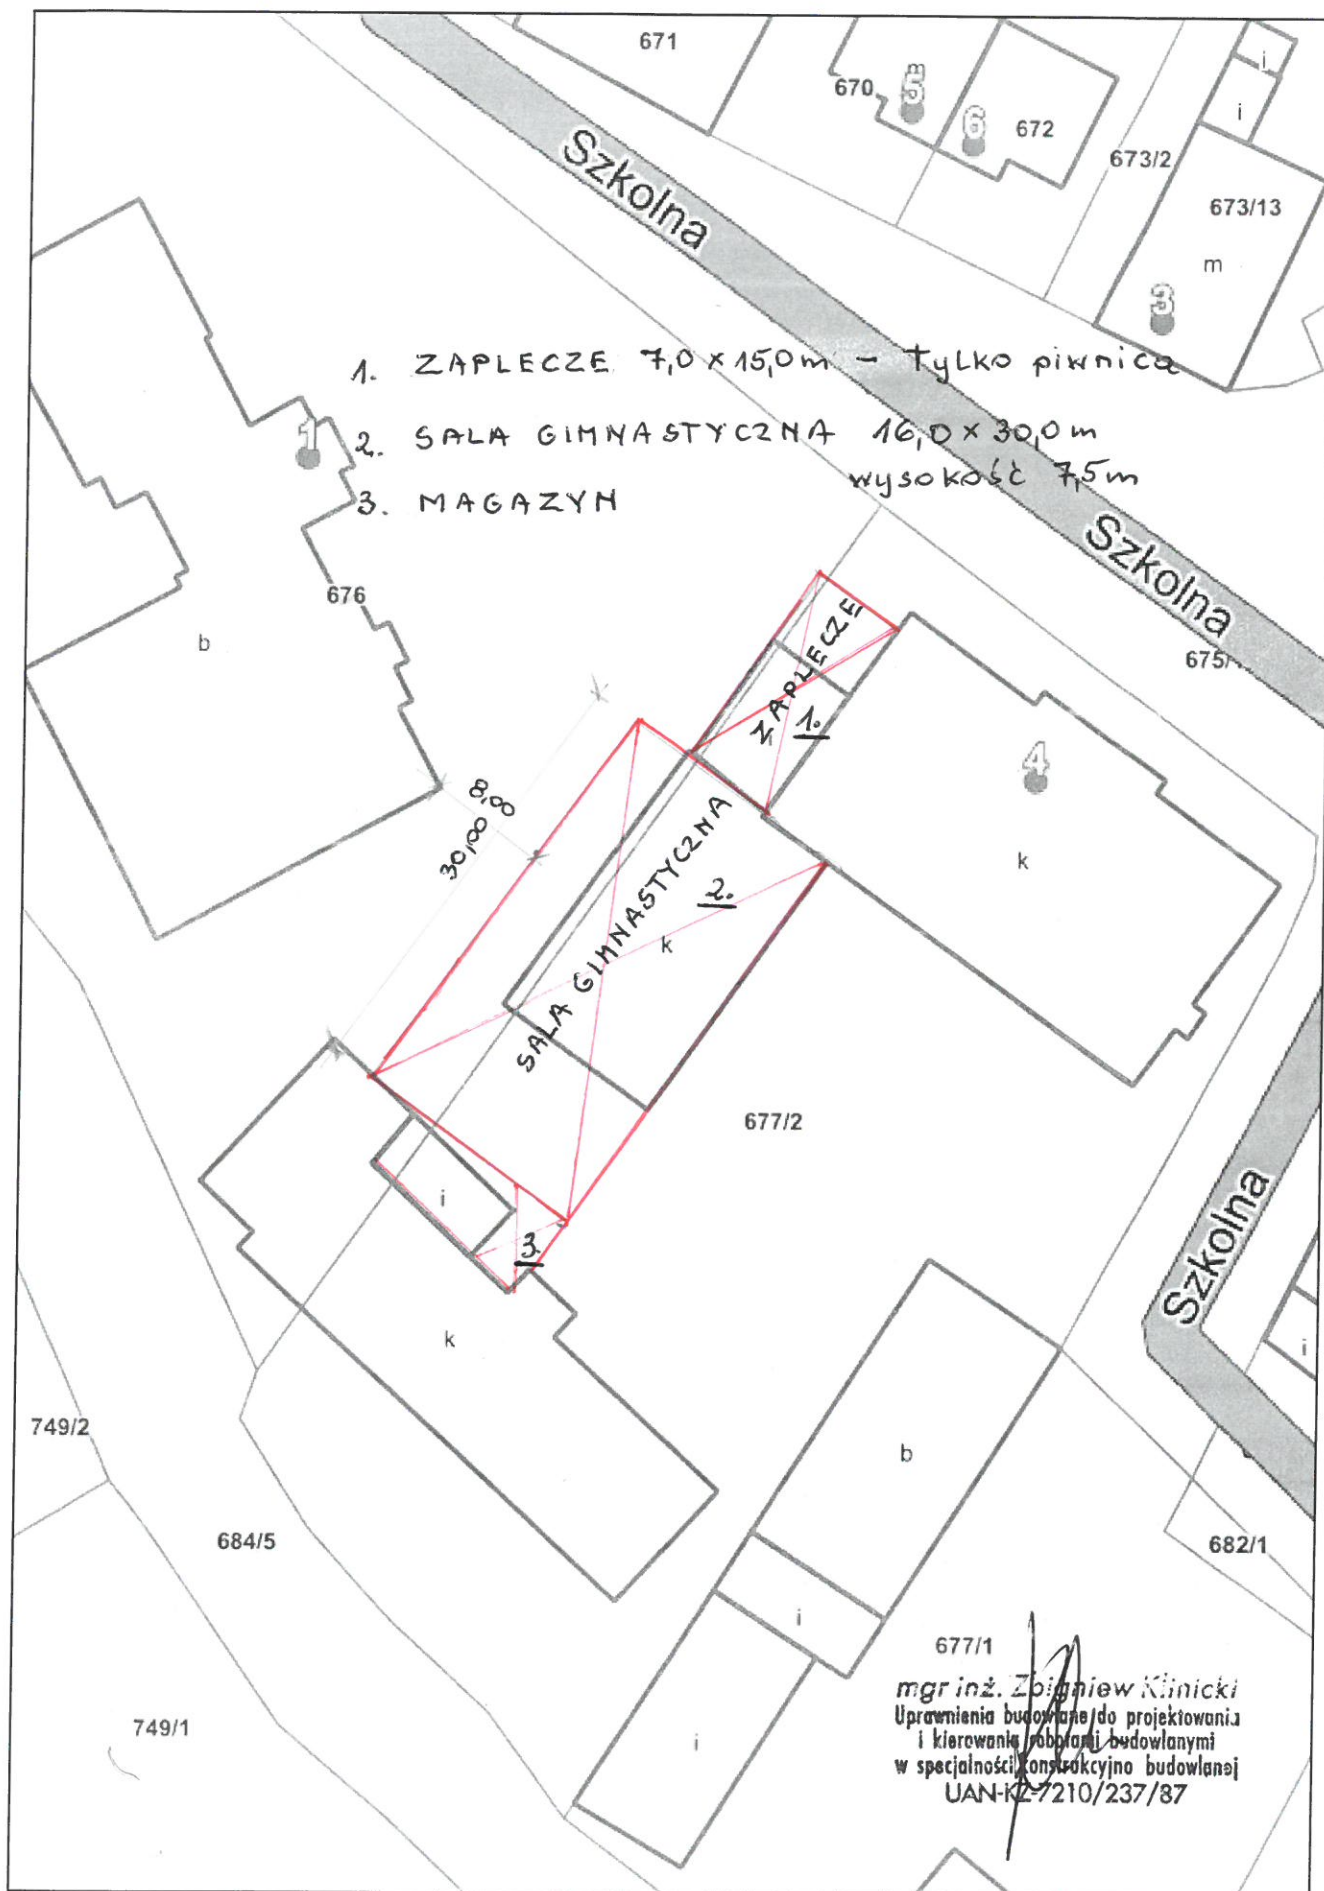 671
670
m
5
6
672
673/2
i
i
673/13
m
3
Szkolna
1. ZAPLECZE 7,0 x 15,0m - Tylko piwnica
2. SALA GIMNASTYCZNA 16,0 x 30,0m
wysokość 7,5m
3. MAGAZYN
1
676
b
Szkolna
675/
ZAPLECZE
1.
4
k
8,00
30,00
SALA GIMNASTYCZNA
2.
k
677/2
i
3.
k
Szkolna
i
749/2
684/5
b
682/1
i
677/1
749/1
i
mgr inż. Zbigniew Klinicki
Uprawnienia budowlane do projektowania
i kierowania robotami budowlanymi
w specjalności konstrukcyjno budowlanej
UAN-KZ-7210/237/87